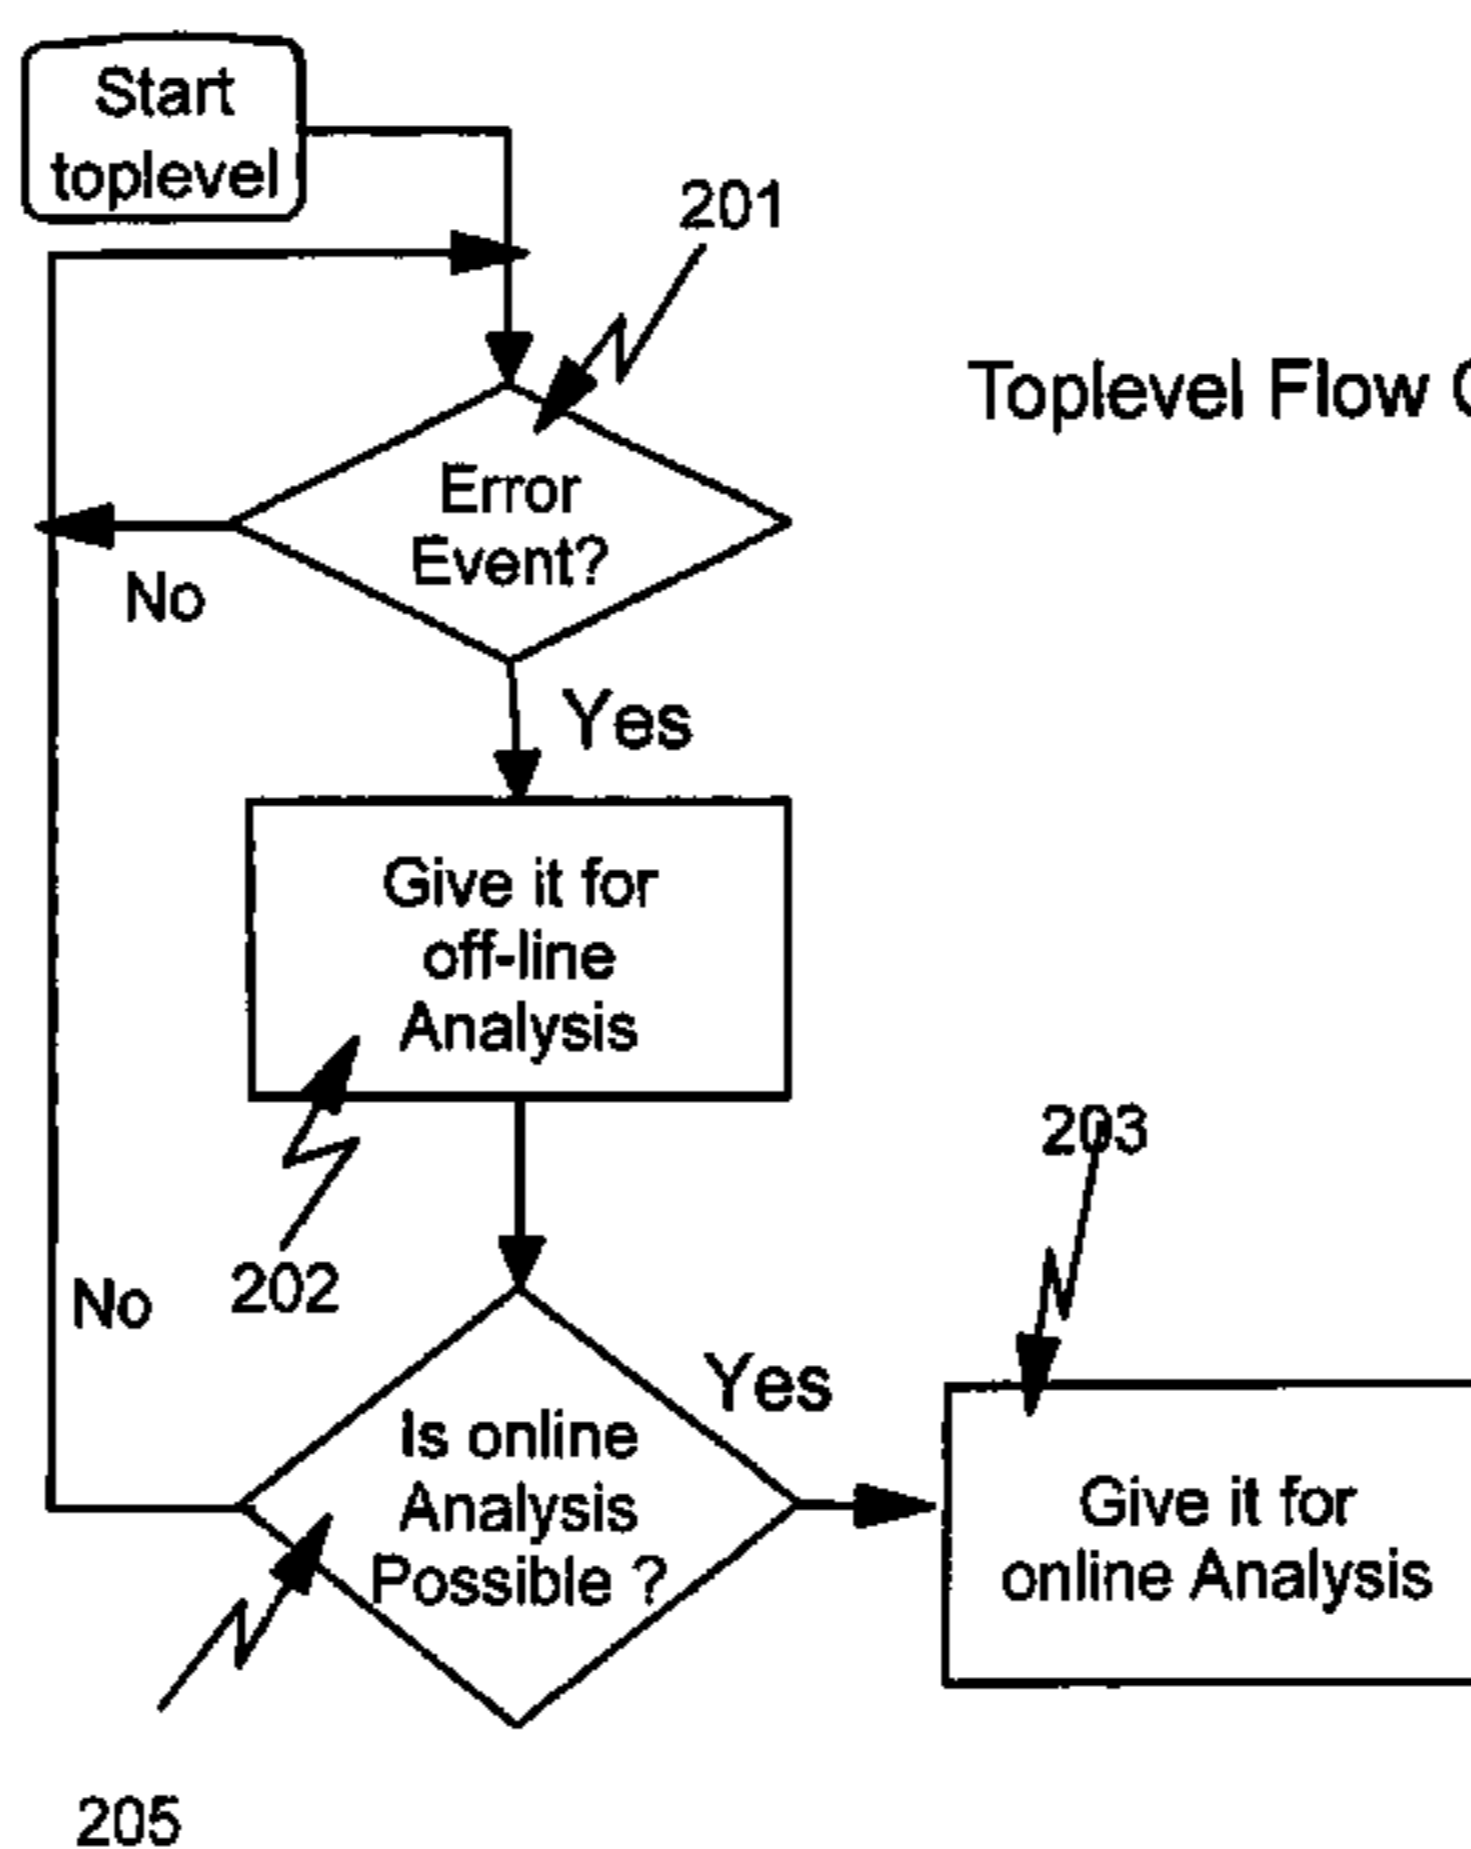 Start
toplevel
201
Toplevel Flow
Error
Event?
No
Yes
Give it for
off-line
Analysis
203
202
No
Yes
Is online
Analysis
Possible ?
Give it for
online Analysis
205